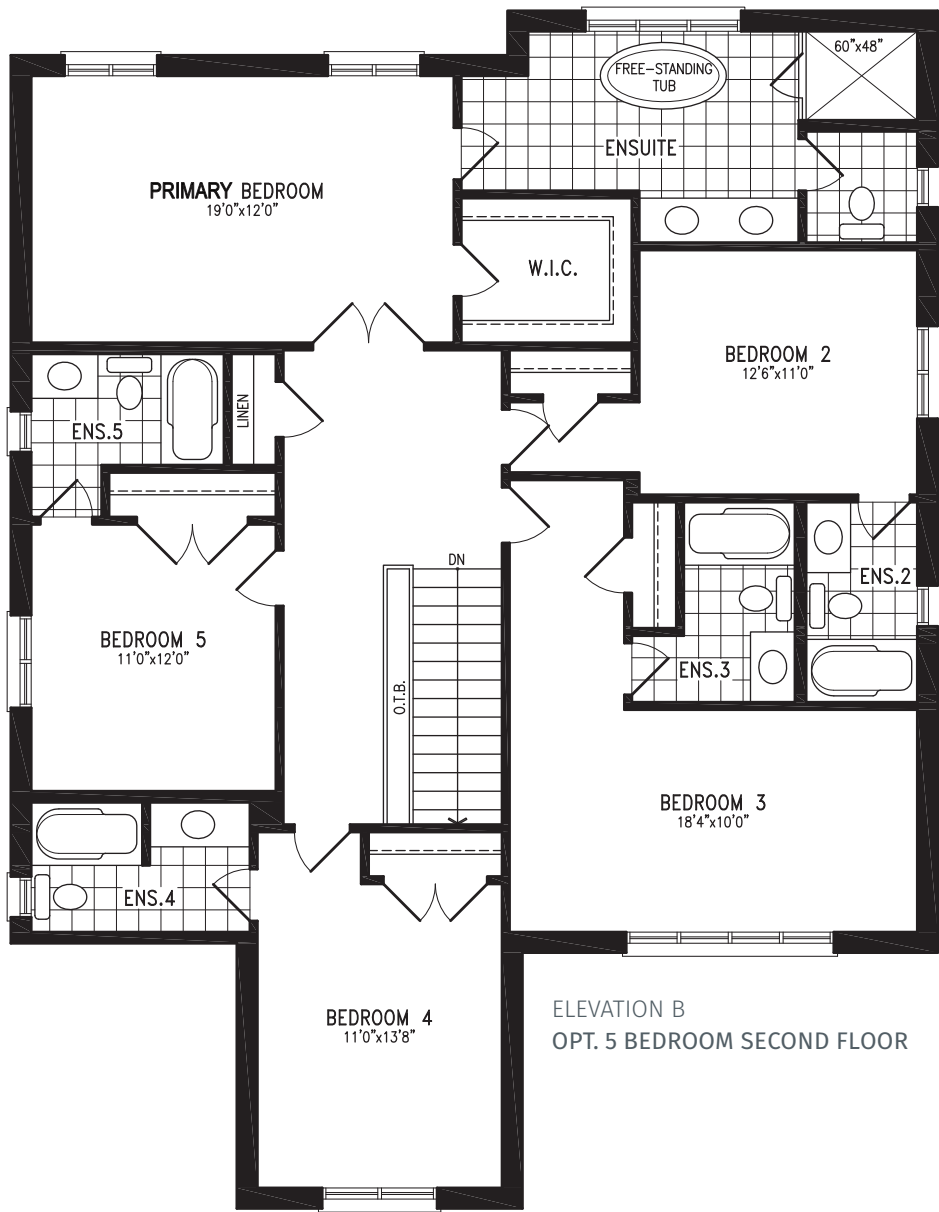 60"x48"
FREE-STANDING
TUB
ENSUITE
PRIMARY BEDROOM
19'0"x12'0"
W.I.C.
BEDROOM 2
12'6"x11'0"
LINEN
ENS.5
DN
ENS.2
BEDROOM 5
11'0"x12'0"
O.T.B.
ENS.3
BEDROOM 3
18'4"x10'0"
ENS.4
BEDROOM 4
11'0"x13'8"
ELEVATION B
OPT. 5 BEDROOM SECOND FLOOR